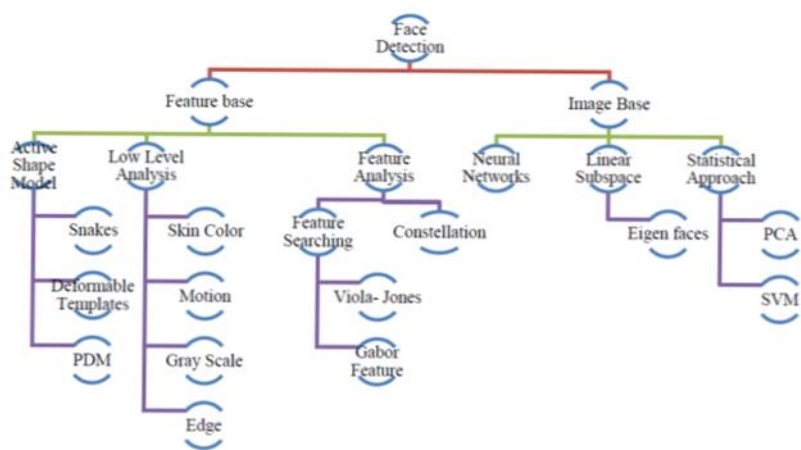 Face
Detection
Feature base
Image Base
Active
Shape
Model
Low Level
Analysis
Feature
Analysis
Neural
Networks
Linear
Subspace
Statistical
Approach
Snakes
Deformable
Templates
PDM
Skin Color
Motion
Gray Scale
Edge
Feature
Searching
Constellation
Viola- Jones
Gabor
Feature
Eigen faces
PCA
SVM